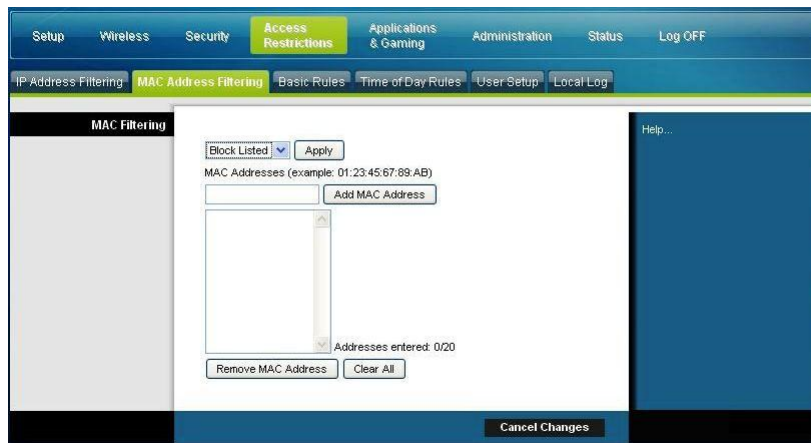 Setup Wireless Security Access Restrictions Applications & Gaming Administration Status Log OFF
IP Address Filtering MAC Address Filtering Basic Rules Time of Day Rules User Setup Local Log
MAC Filtering
Help...
Block Listed Apply
MAC Addresses (example: 01:23:45:67:89:AB)
Add MAC Address
Addresses entered: 0/20
Remove MAC Address Clear All
Cancel Changes